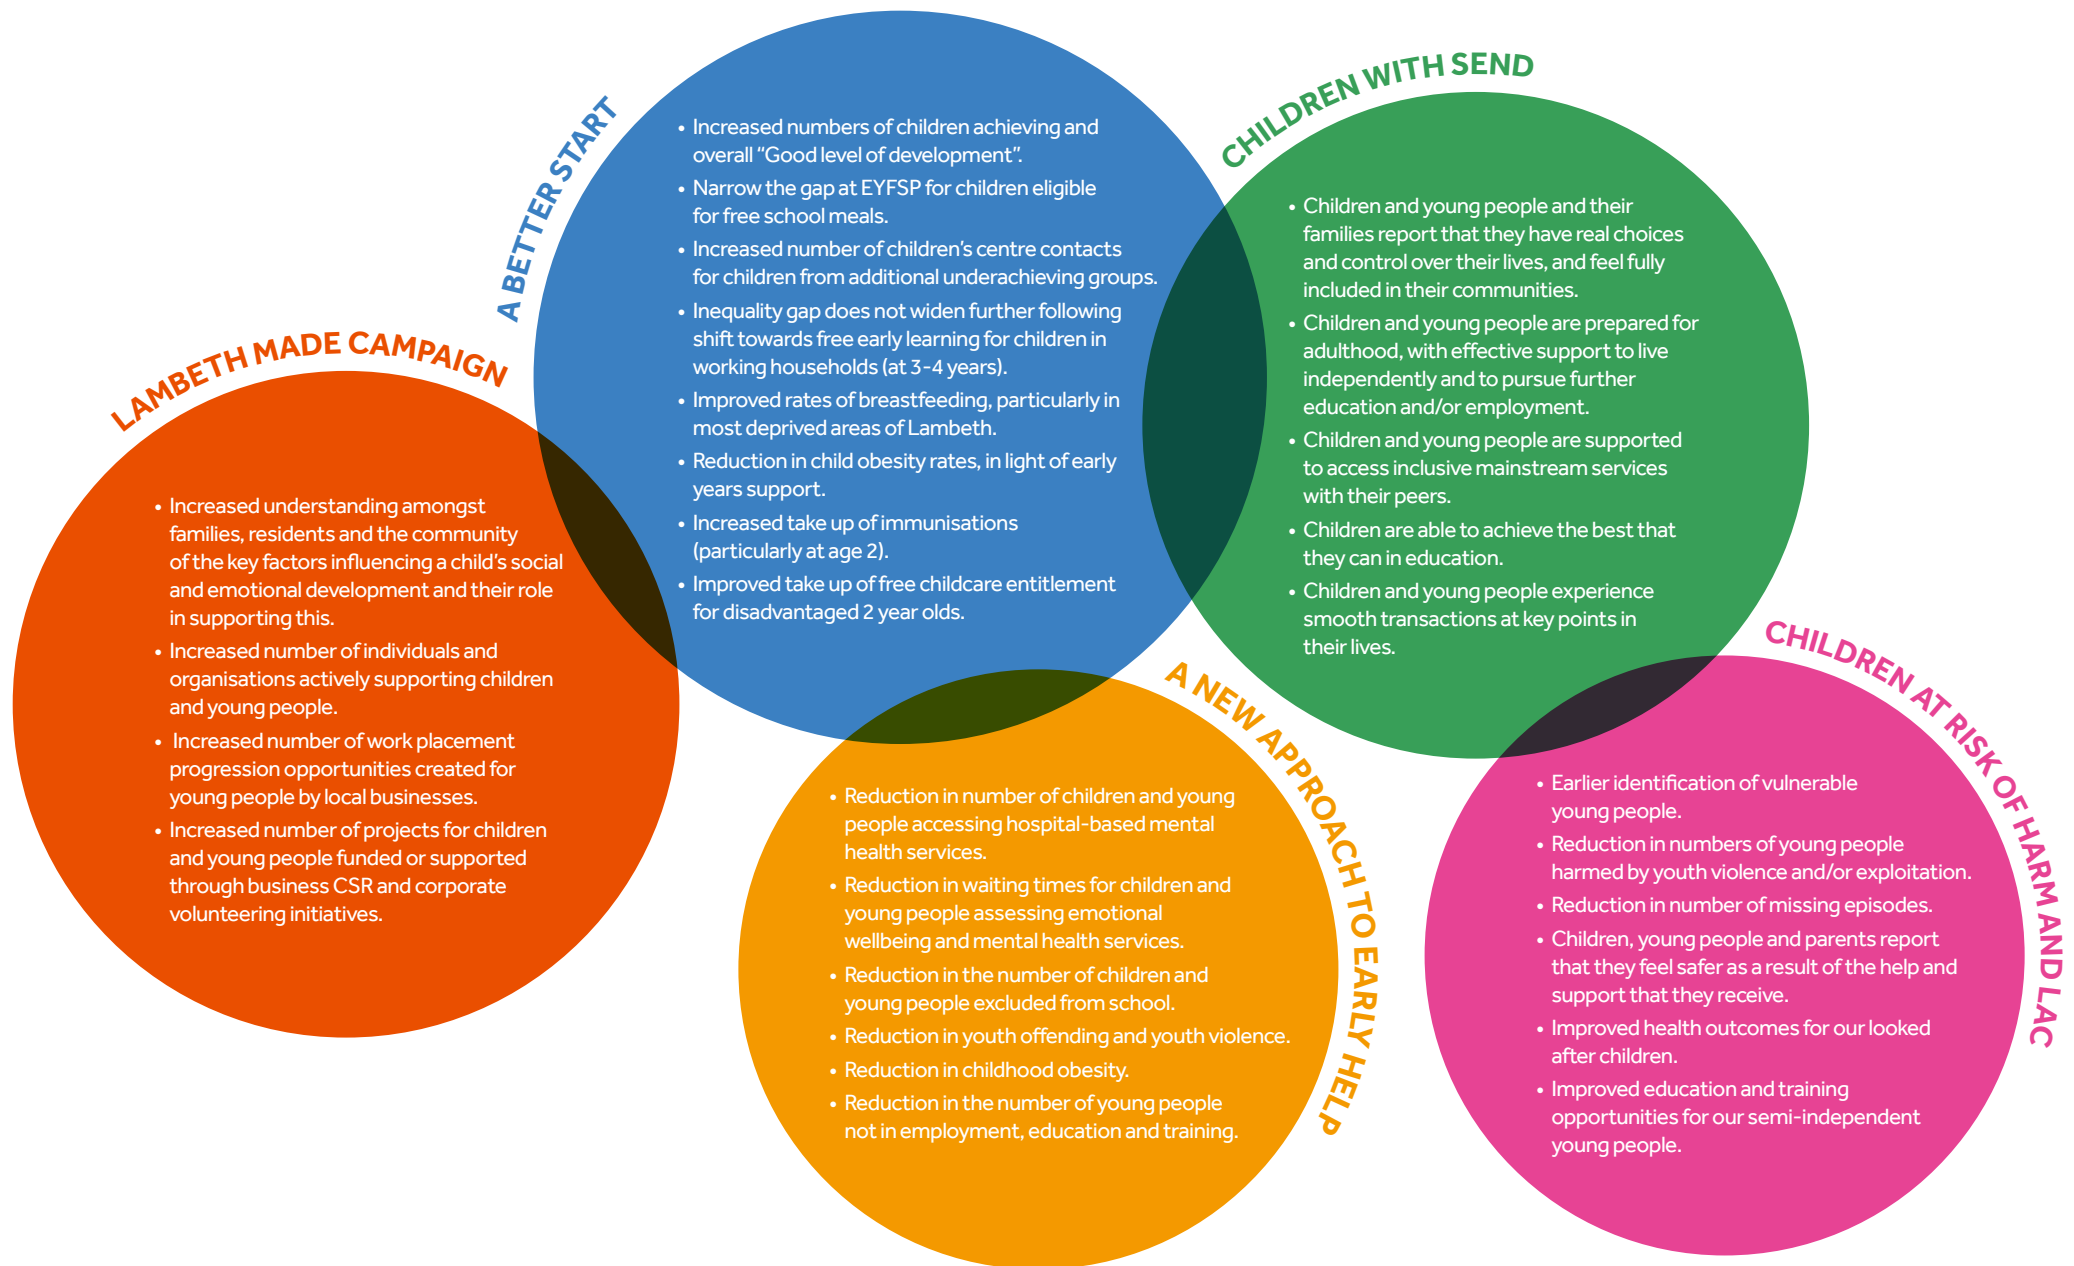 LAMBETH MADE CAMPAIGN
• Increased understanding amongst
families, residents and the community
of the key factors influencing a child's social
and emotional development and their role
in supporting this.
• Increased number of individuals and
organisations actively supporting children
and young people.
• Increased number of work placement
progression opportunities created for
young people by local businesses.
• Increased number of projects for children
and young people funded or supported
through business CSR and corporate
volunteering initiatives.
A BETTER START
• Increased numbers of children achieving and
overall "Good level of development".
• Narrow the gap at EYFSP for children eligible
for free school meals.
• Increased number of children's centre contacts
for children from additional underachieving groups.
• Inequality gap does not widen further following
shift towards free early learning for children in
working households (at 3-4 years).
• Improved rates of breastfeeding, particularly in
most deprived areas of Lambeth.
• Reduction in child obesity rates, in light of early
years support.
• Increased take up of immunisations
(particularly at age 2).
• Improved take up of free childcare entitlement
for disadvantaged 2 year olds.
CHILDREN WITH SEND
• Children and young people and their
families report that they have real choices
and control over their lives, and feel fully
included in their communities.
• Children and young people are prepared for
adulthood, with effective support to live
independently and to pursue further
education and/or employment.
• Children and young people are supported
to access inclusive mainstream services
with their peers.
• Children are able to achieve the best that
they can in education.
• Children and young people experience
smooth transactions at key points in
their lives.
A NEW APPROACH TO EARLY HELP
• Reduction in number of children and young
people accessing hospital-based mental
health services.
• Reduction in waiting times for children and
young people assessing emotional
wellbeing and mental health services.
• Reduction in the number of children and
young people excluded from school.
• Reduction in youth offending and youth violence.
• Reduction in childhood obesity.
• Reduction in the number of young people
not in employment, education and training.
CHILDREN AT RISK OF HARM AND LAC
• Earlier identification of vulnerable
young people.
• Reduction in numbers of young people
harmed by youth violence and/or exploitation.
• Reduction in number of missing episodes.
• Children, young people and parents report
that they feel safer as a result of the help and
support that they receive.
• Improved health outcomes for our looked
after children.
• Improved education and training
opportunities for our semi-independent
young people.